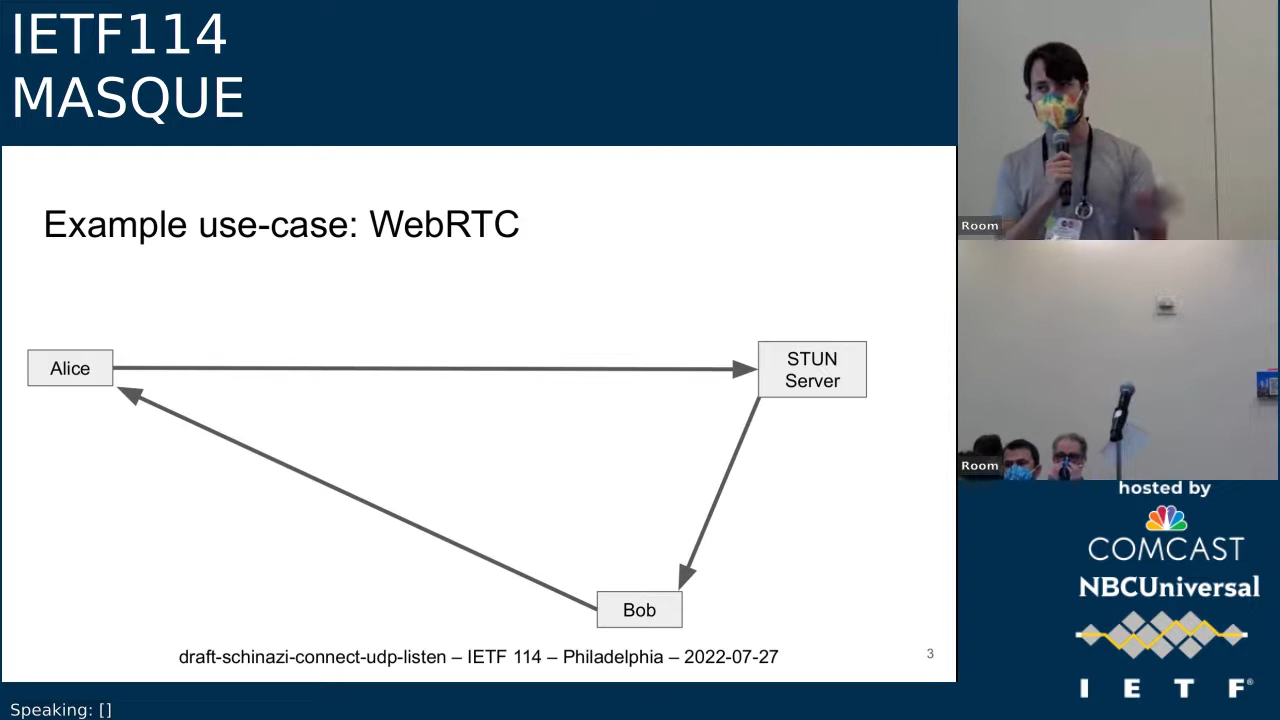 IETF114
MASQUE
Example use-case: WebRTC
Alice
STUN
Server
Bob
draft-schinazi-connect-udp-listen – IETF 114 – Philadelphia – 2022-07-27
3
Speaking: []
Room
Room
hosted by
COMCAST
NBCUniversal
I E T F®